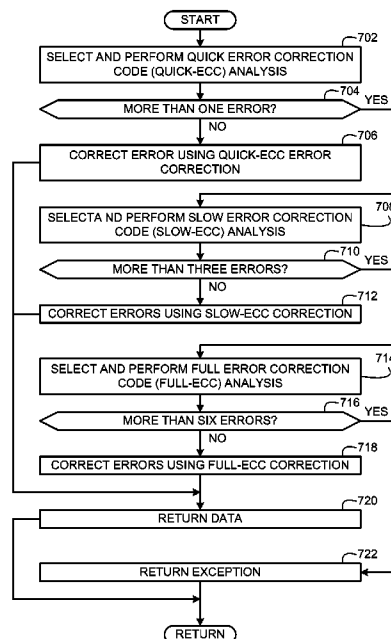 START
702
SELECT AND PERFORM QUICK ERROR CORRECTION
CODE (QUICK-ECC) ANALYSIS
704
MORE THAN ONE ERROR?
YES
NO
706
CORRECT ERROR USING QUICK-ECC ERROR
CORRECTION
708
SELECTA ND PERFORM SLOW ERROR CORRECTION
CODE (SLOW-ECC) ANALYSIS
710
MORE THAN THREE ERRORS?
YES
NO
712
CORRECT ERRORS USING SLOW-ECC CORRECTION
714
SELECT AND PERFORM FULL ERROR CORRECTION
CODE (FULL-ECC) ANALYSIS
716
MORE THAN SIX ERRORS?
YES
NO
718
CORRECT ERRORS USING FULL-ECC CORRECTION
720
RETURN DATA
722
RETURN EXCEPTION
RETURN